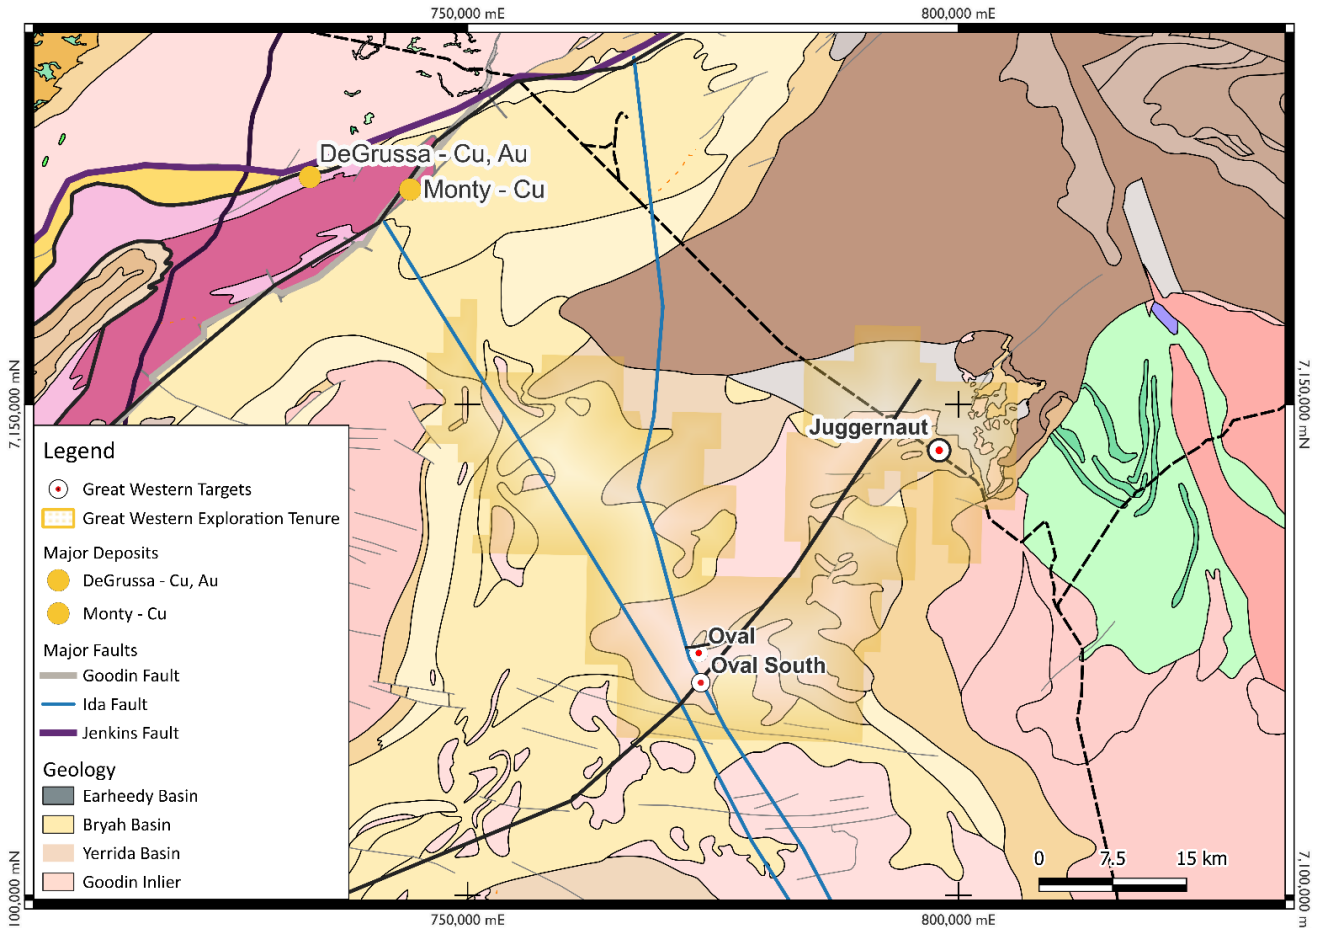 750,000 mE
800,000 mE
DeGrussa - Cu, Au
Monty - Cu
7,150,000 mN
7,150,000 mN
Juggernaut
Legend
Great Western Targets
Great Western Exploration Tenure
Major Deposits
DeGrussa - Cu, Au
Monty - Cu
Major Faults
Goodin Fault
Ida Fault
Jenkins Fault
Geology
Earheedy Basin
Bryah Basin
Yerrida Basin
Goodin Inlier
Oval
Oval South
0 7.5 15 km
100,000 mN
7,100,000 m
750,000 mE
800,000 mE